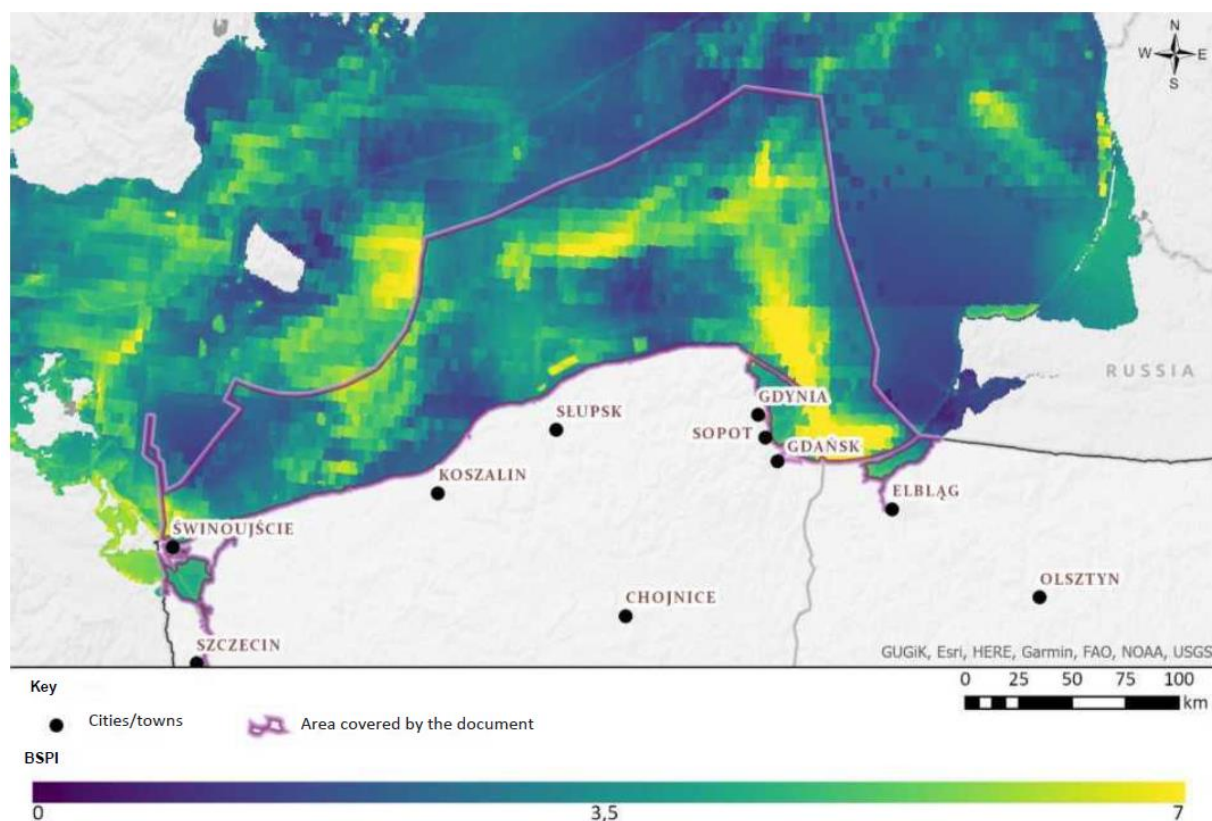 N
W E
S
RUSSIA
GDYNIA
SŁUPSK
SOPOT
GDAŃSK
KOSZALIN
ELBLĄG
ŚWINOUJŚCIE
OLSZTYN
CHOJNICE
SZCZECIN
GUGiK, Esri, HERE, Garmin, FAO, NOAA, USGS
0 25 50 75 100
km
Key
Cities/towns
Area covered by the document
BSPI
0 3,5 7